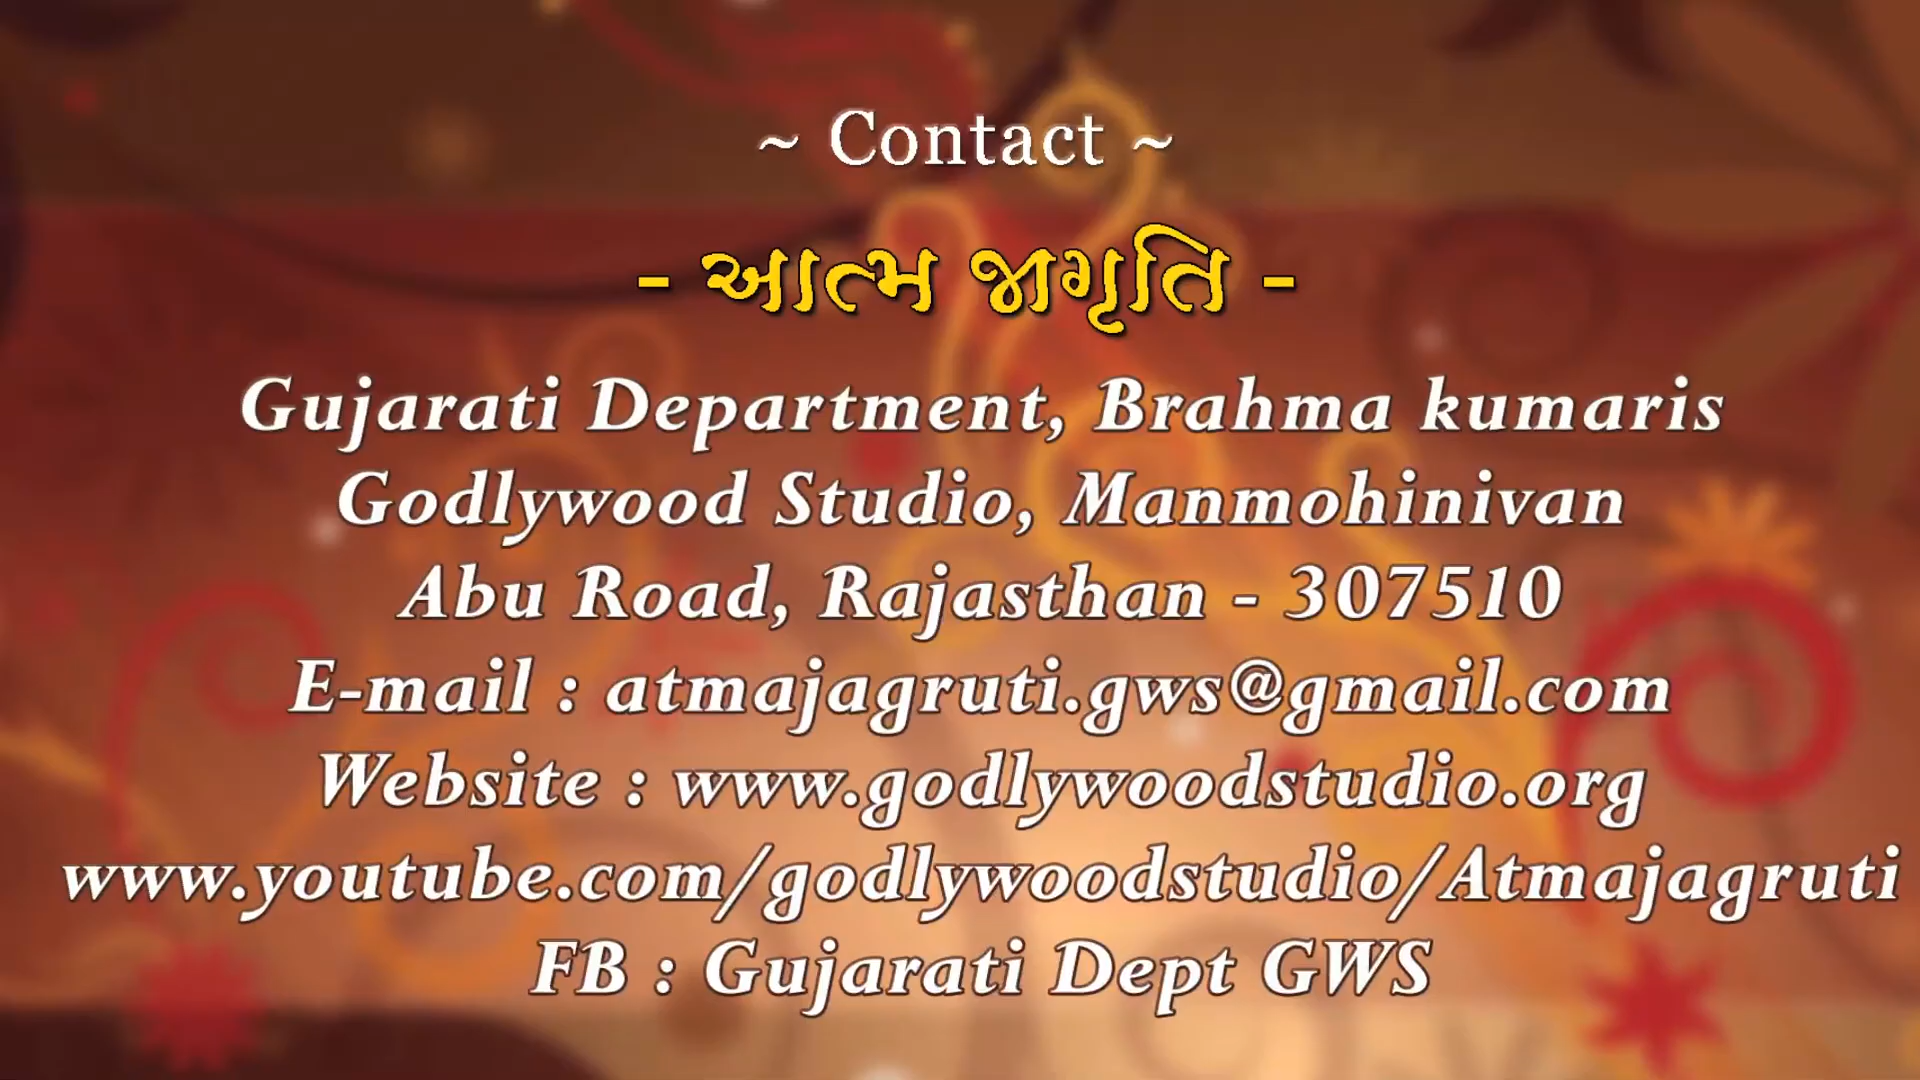 ~ Contact ~
- આત્મ જાગૃતિ -
Gujarati Department, Brahma kumaris
Godlywood Studio, Manmohinivan
Abu Road, Rajasthan - 307510
E-mail : atmajagruti.gws@gmail.com
Website : www.godlywoodstudio.org
www.youtube.com/godlywoodstudio/Atmajagruti
FB : Gujarati Dept GWS